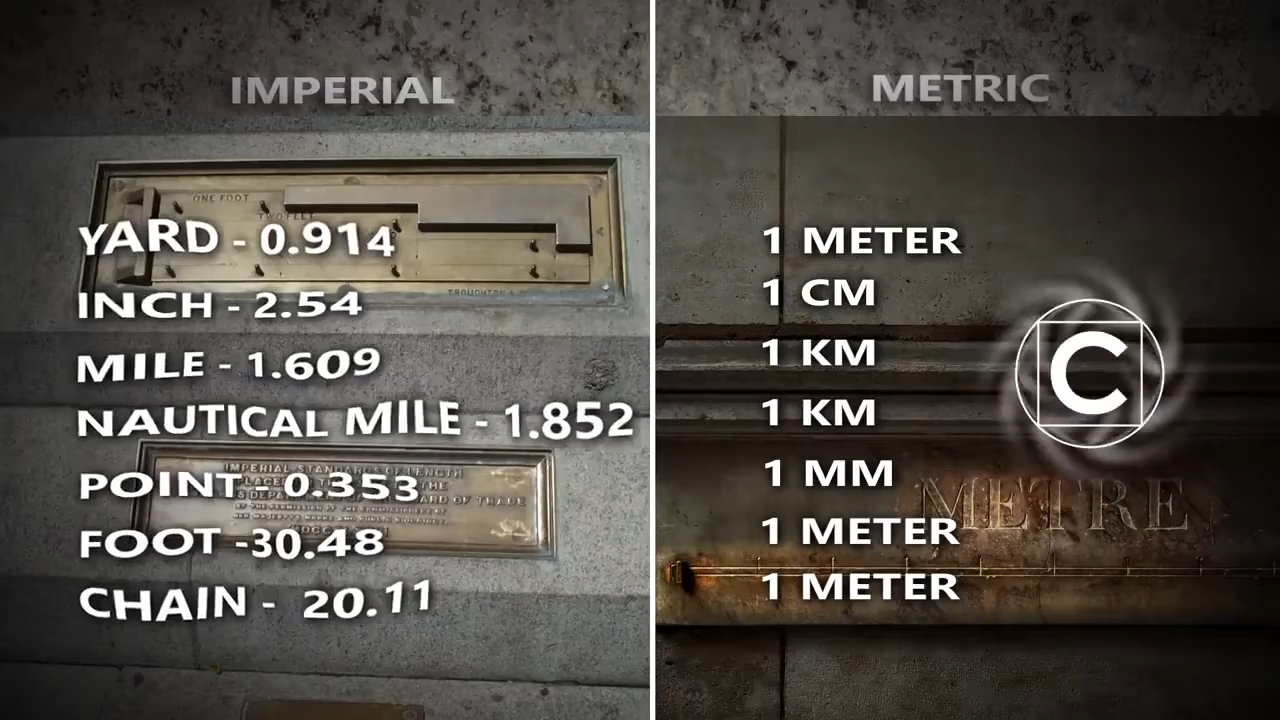 IMPERIAL
METRIC
ONE FOOT
TWO FEET
YARD - 0.914
1 METER
INCH - 2.54
1 CM
MILE - 1.609
1 KM
NAUTICAL MILE - 1.852
1 KM
IMPERIAL STANDARDS OF LENGTH
POINT - 0.353
1 MM
FOOT -30.48
1 METER
CHAIN - 20.11
1 METER
C
METRE